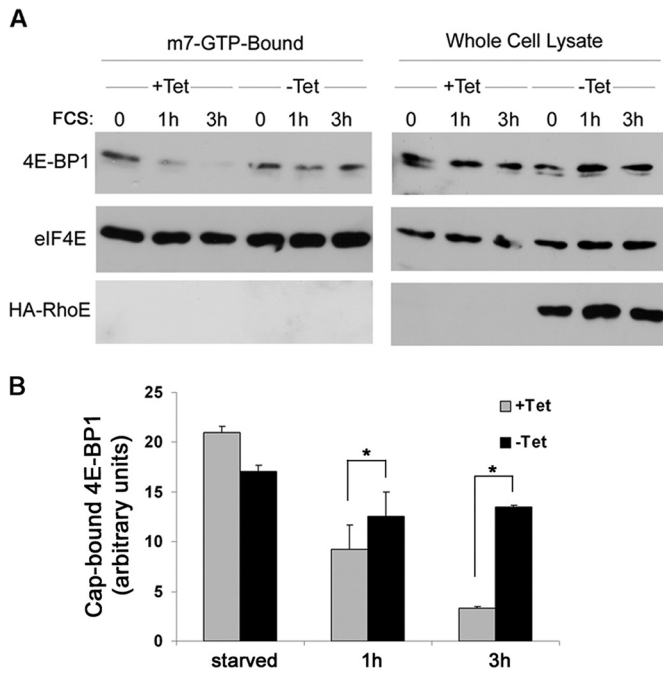 A
m7-GTP-Bound
Whole Cell Lysate
+Tet
-Tet
+Tet
-Tet
FCS: 0 1h 3h 0 1h 3h 0 1h 3h 0 1h 3h
4E-BP1
eIF4E
HA-RhoE
B
Cap-bound 4E-BP1
(arbitrary units)
25
20
15
10
5
0
+Tet
-Tet
*
*
starved 1h 3h